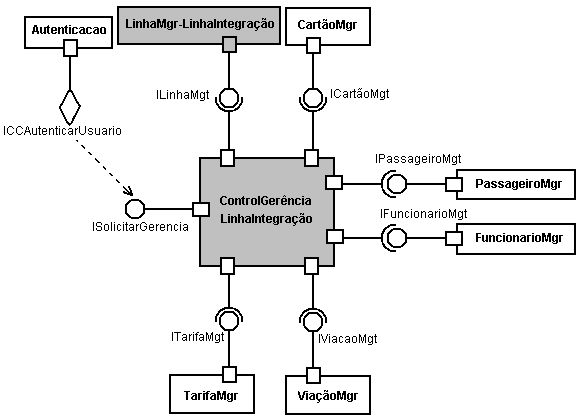 LinhaMgr-LinhaIntegração
CartãoMgr
Autenticacao
ILinhaMgt
ICartãoMgt
ICCAutenticarUsuario
IPassageiroMgt
PassageiroMgr
ControlGerência
LinhaIntegração
IFuncionarioMgt
ISolicitarGerencia
FuncionarioMgr
ITarifaMgt
IViacaoMgt
TarifaMgr
ViaçãoMgr